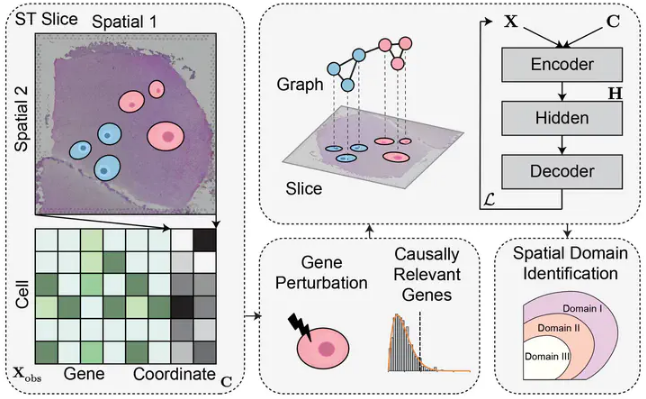 ST Slice
Spatial 1
Spatial 2
Cell
X_obs
Gene
Coordinate
C
Gene
Perturbation
Causally
Relevant
Genes
Graph
Slice
X
C
Encoder
H
Hidden
Decoder
ℒ
Spatial Domain
Identification
Domain I
Domain II
Domain III